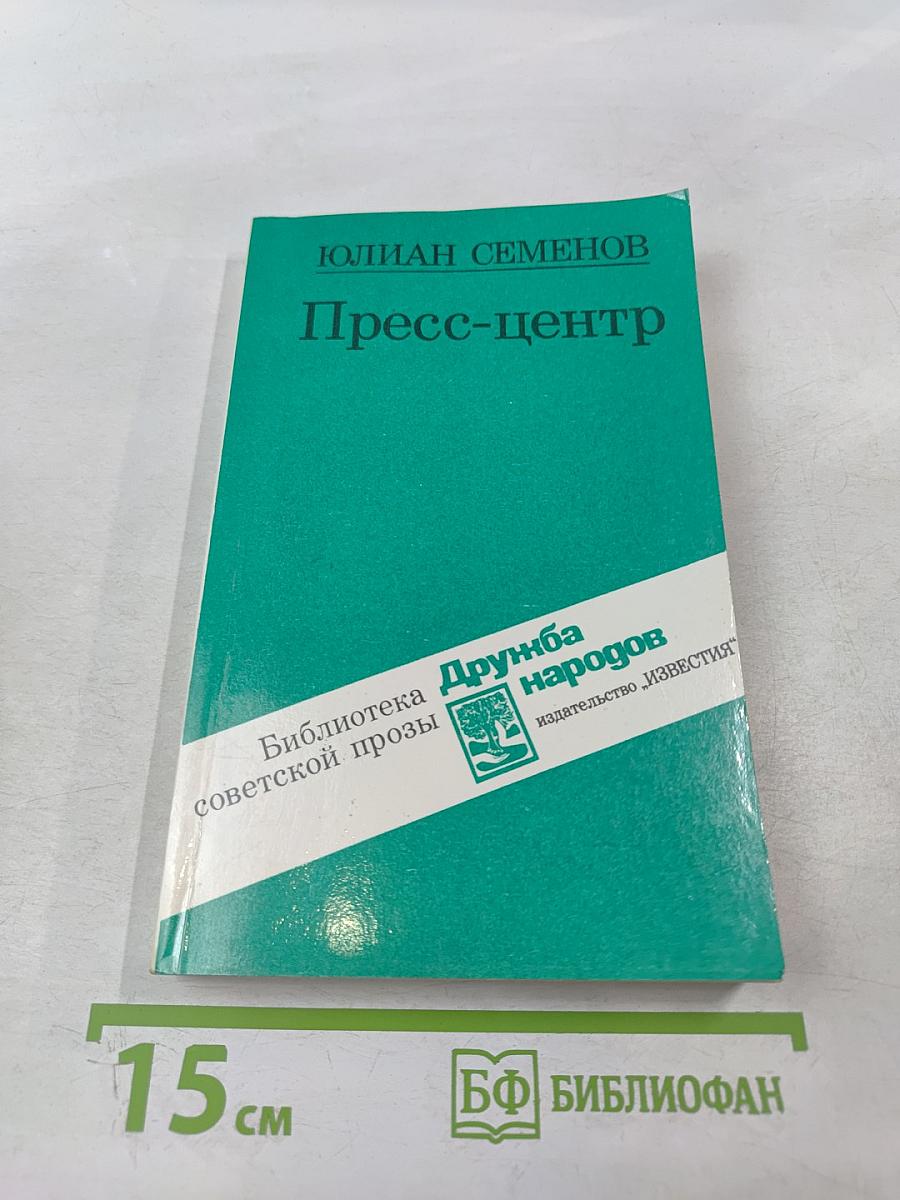 ЮЛИАН СЕМЕНОВ
Пресс-центр
Библиотека
советской прозы
Дружба
народов
издательство „ИЗВЕСТИЯ“
15 см
БФ БИБЛИОФАН